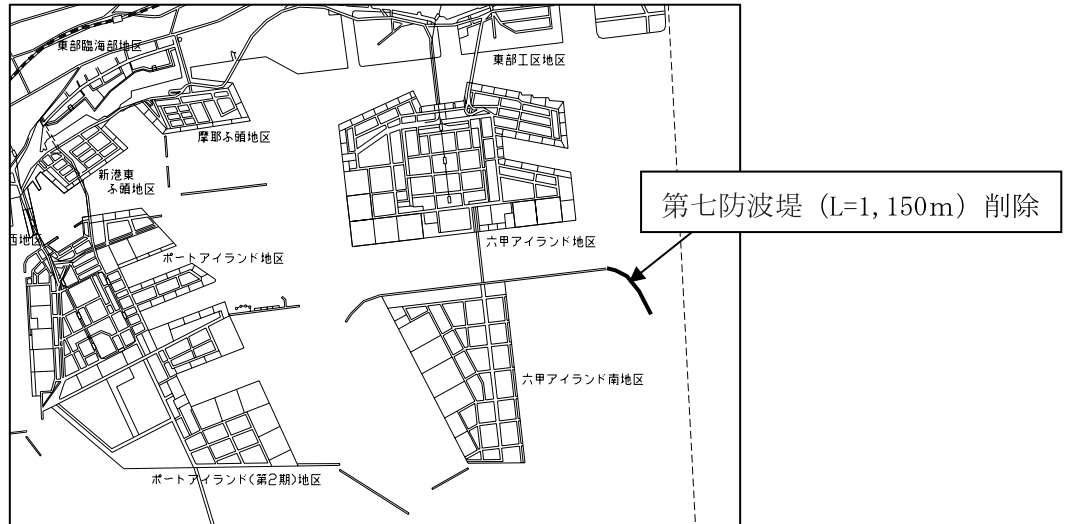 東部臨海部地区
東部工区地区
摩耶ふ頭地区
新港東
ふ頭地区
第七防波堤（L=1,150m）削除
西地区
六甲アイランド地区
ポートアイランド地区
六甲アイランド南地区
ポートアイランド(第2期)地区